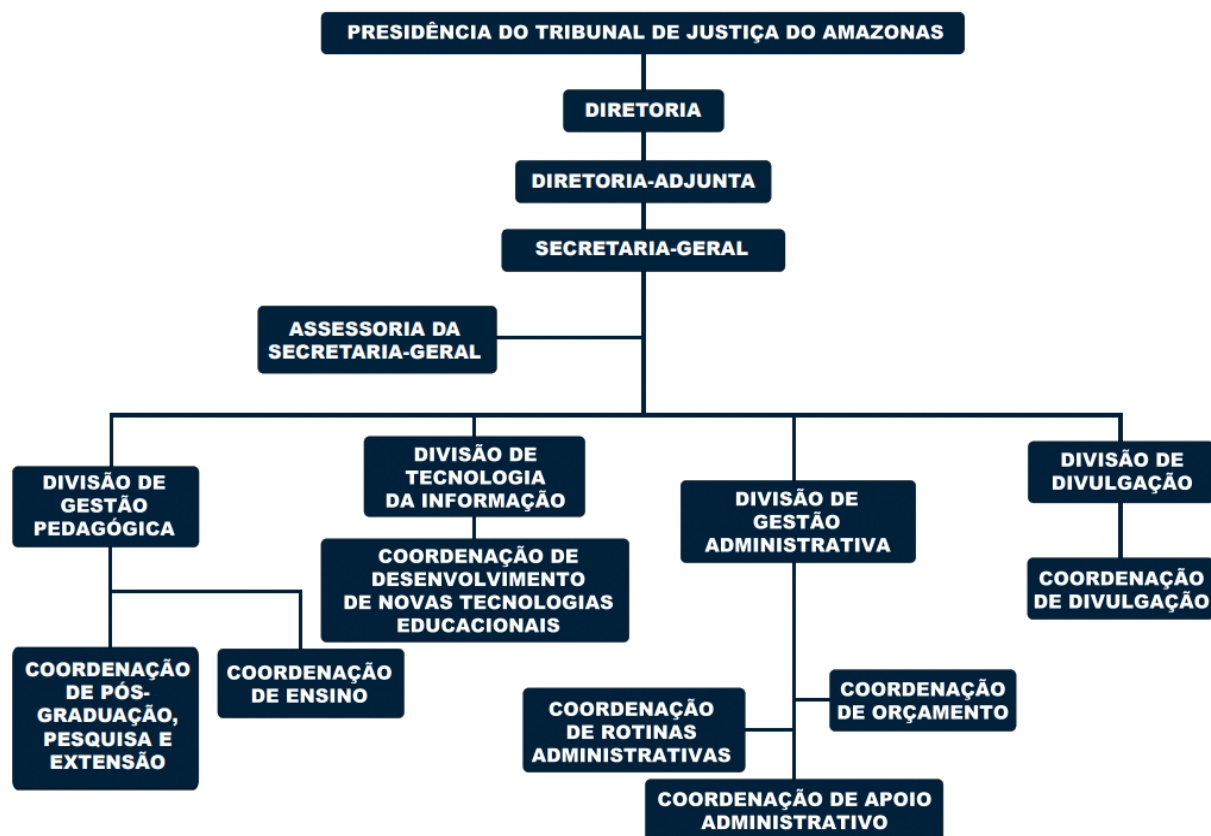 PRESIDÊNCIA DO TRIBUNAL DE JUSTIÇA DO AMAZONAS
DIRETORIA
DIRETORIA-ADJUNTA
SECRETARIA-GERAL
ASSESSORIA DA
SECRETARIA-GERAL
DIVISÃO DE
GESTÃO
PEDAGÓGICA
DIVISÃO DE
TECNOLOGIA
DA INFORMAÇÃO
DIVISÃO DE
GESTÃO
ADMINISTRATIVA
DIVISÃO DE
DIVULGAÇÃO
COORDENAÇÃO DE
DESENVOLVIMENTO
DE NOVAS TECNOLOGIAS
EDUCACIONAIS
COORDENAÇÃO
DE DIVULGAÇÃO
COORDENAÇÃO
DE PÓS-
GRADUAÇÃO,
PESQUISA E
EXTENSÃO
COORDENAÇÃO
DE ENSINO
COORDENAÇÃO
DE ROTINAS
ADMINISTRATIVAS
COORDENAÇÃO
DE ORÇAMENTO
COORDENAÇÃO DE APOIO
ADMINISTRATIVO